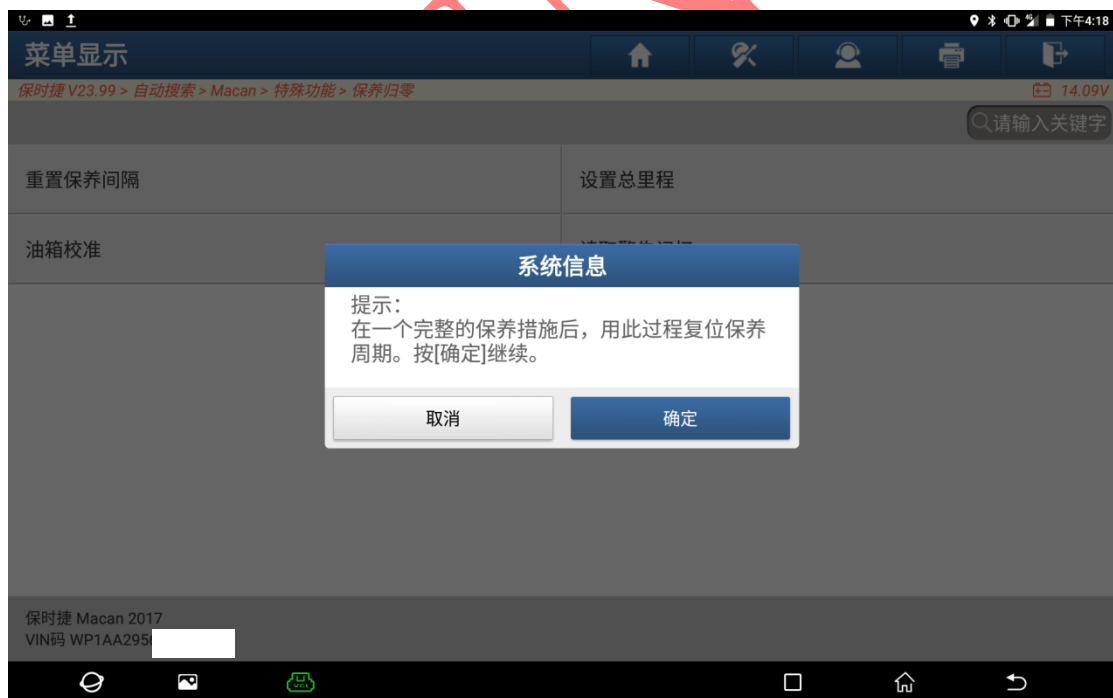 下午4:18
菜单显示
保时捷 V23.99 > 自动搜索 > Macan > 特殊功能 > 保养归零
14.09V
请输入关键字
重置保养间隔
设置总里程
油箱校准
系统信息
提示:
在一个完整的保养措施后，用此过程复位保养
周期。按[确定]继续。
取消
确定
保时捷 Macan 2017
VIN码 WP1AA295
VCI